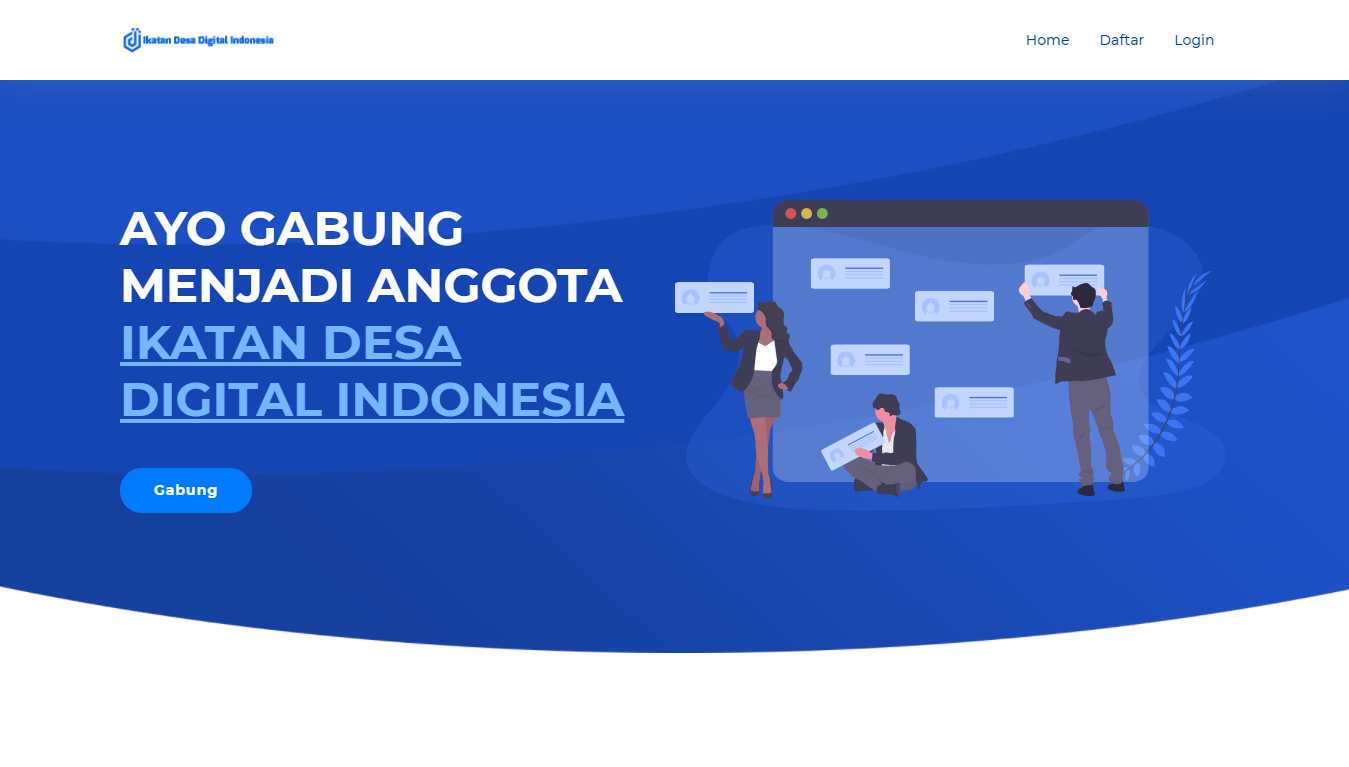 Ikatan Desa Digital Indonesia
Home
Daftar
Login
AYO GABUNG
MENJADI ANGGOTA
IKATAN DESA
DIGITAL INDONESIA
Gabung